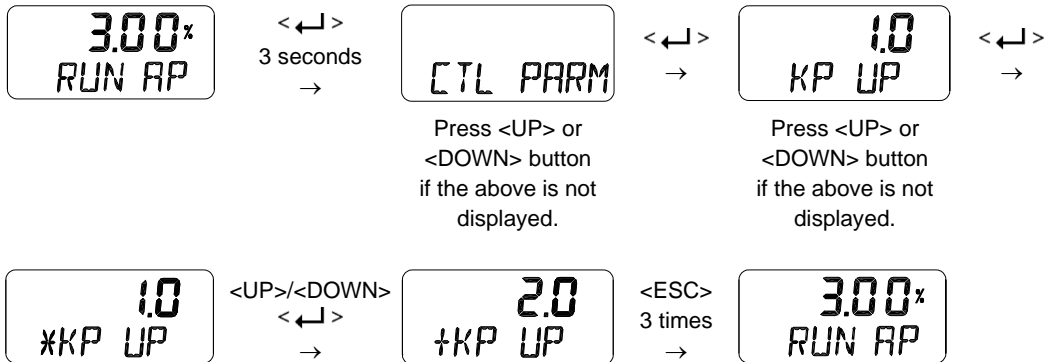 3.00%
RUN AP
< ↵ >
3 seconds
→
CTL PARM
Press <UP> or
<DOWN> button
if the above is not
displayed.
< ↵ >
→
1.0
KP UP
Press <UP> or
<DOWN> button
if the above is not
displayed.
< ↵ >
→
1.0
*KP UP
<UP>/<DOWN>
< ↵ >
→
2.0
+KP UP
<ESC>
3 times
→
3.00%
RUN AP